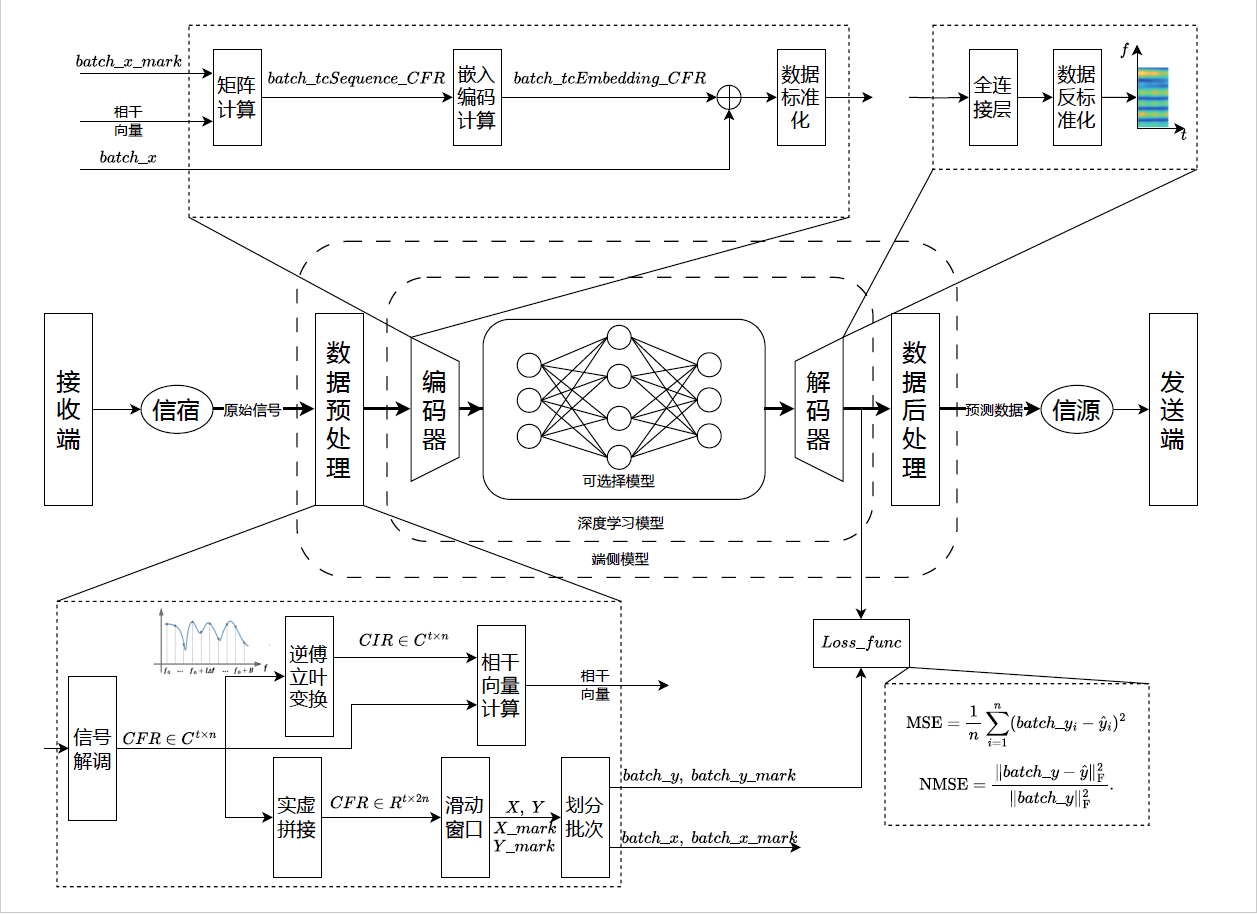 batch_x_mark
相干
向量
batch_x
矩阵
计算
batch_tcSequence_CFR
嵌入
编码
计算
batch_tcEmbedding_CFR
数据
标准
化
全连
接层
数据
反标
准化
f
t
接
收
端
信宿
原始信号
数
据
预
处
理
编
码
器
可选择模型
深度学习模型
端侧模型
解
码
器
数
据
后
处
理
预测数据
信源
发
送
端
信号
解调
CFR ∈ C^{t×n}
f₀ ... f₀+lΔf ... f₀+B f
逆傅
立叶
变换
CIR ∈ C^{t×n}
相干
向量
计算
相干
向量
实虚
拼接
CFR ∈ R^{t×2n}
滑动
窗口
X, Y
X_mark
Y_mark
划分
批次
batch_y, batch_y_mark
batch_x, batch_x_mark
Loss_func
MSE = \frac{1}{n} \sum_{i=1}^{n} (batch_y_i − ŷ_i)^2
NMSE = \frac{‖batch_y − ŷ‖_F^2}{‖batch_y‖_F^2}.